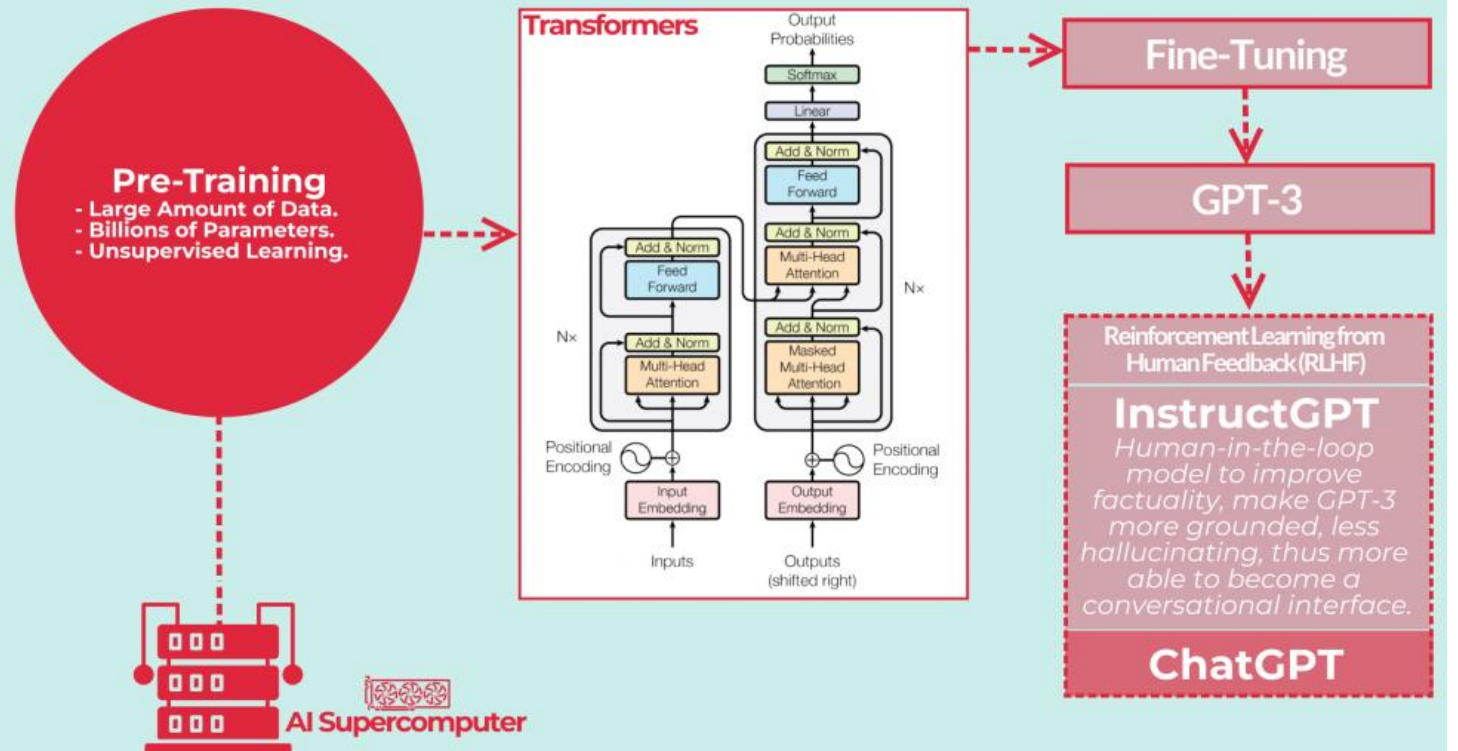 Pre-Training
- Large Amount of Data.
- Billions of Parameters.
- Unsupervised Learning.
AI Supercomputer
Transformers
Output
Probabilities
Softmax
Linear
Add & Norm
Feed
Forward
Add & Norm
Multi-Head
Attention
Add & Norm
Masked
Multi-Head
Attention
Nx
Positional
Encoding
Output
Embedding
Outputs
(shifted right)
Add & Norm
Feed
Forward
Add & Norm
Multi-Head
Attention
Nx
Positional
Encoding
Input
Embedding
Inputs
Fine-Tuning
GPT-3
Reinforcement Learning from
Human Feedback (RLHF)
InstructGPT
Human-in-the-loop
model to improve
factuality, make GPT-3
more grounded, less
hallucinating, thus more
able to become a
conversational interface.
ChatGPT